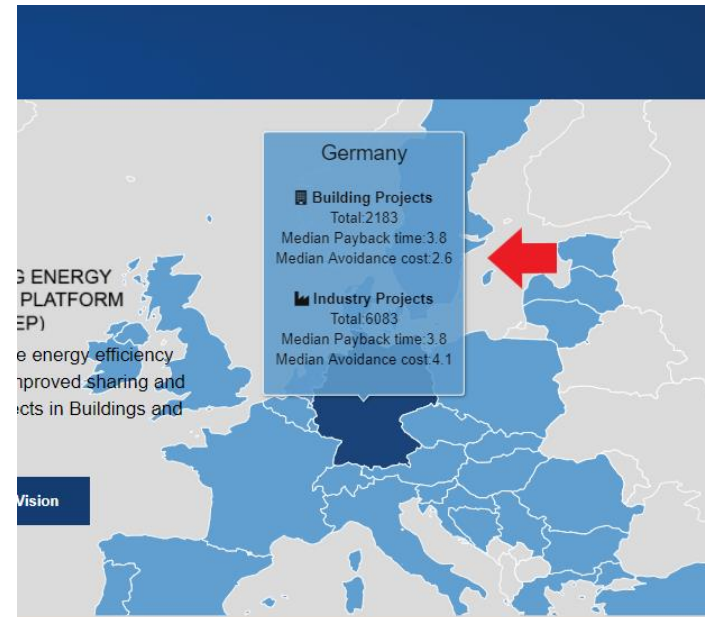 Germany
Building Projects
Total:2183
Median Payback time:3.8
Median Avoidance cost:2.6
Industry Projects
Total:6083
Median Payback time:3.8
Median Avoidance cost:4.1
G ENERGY
PLATFORM
EP)
e energy efficiency
nproved sharing and
ects in Buildings and
Vision